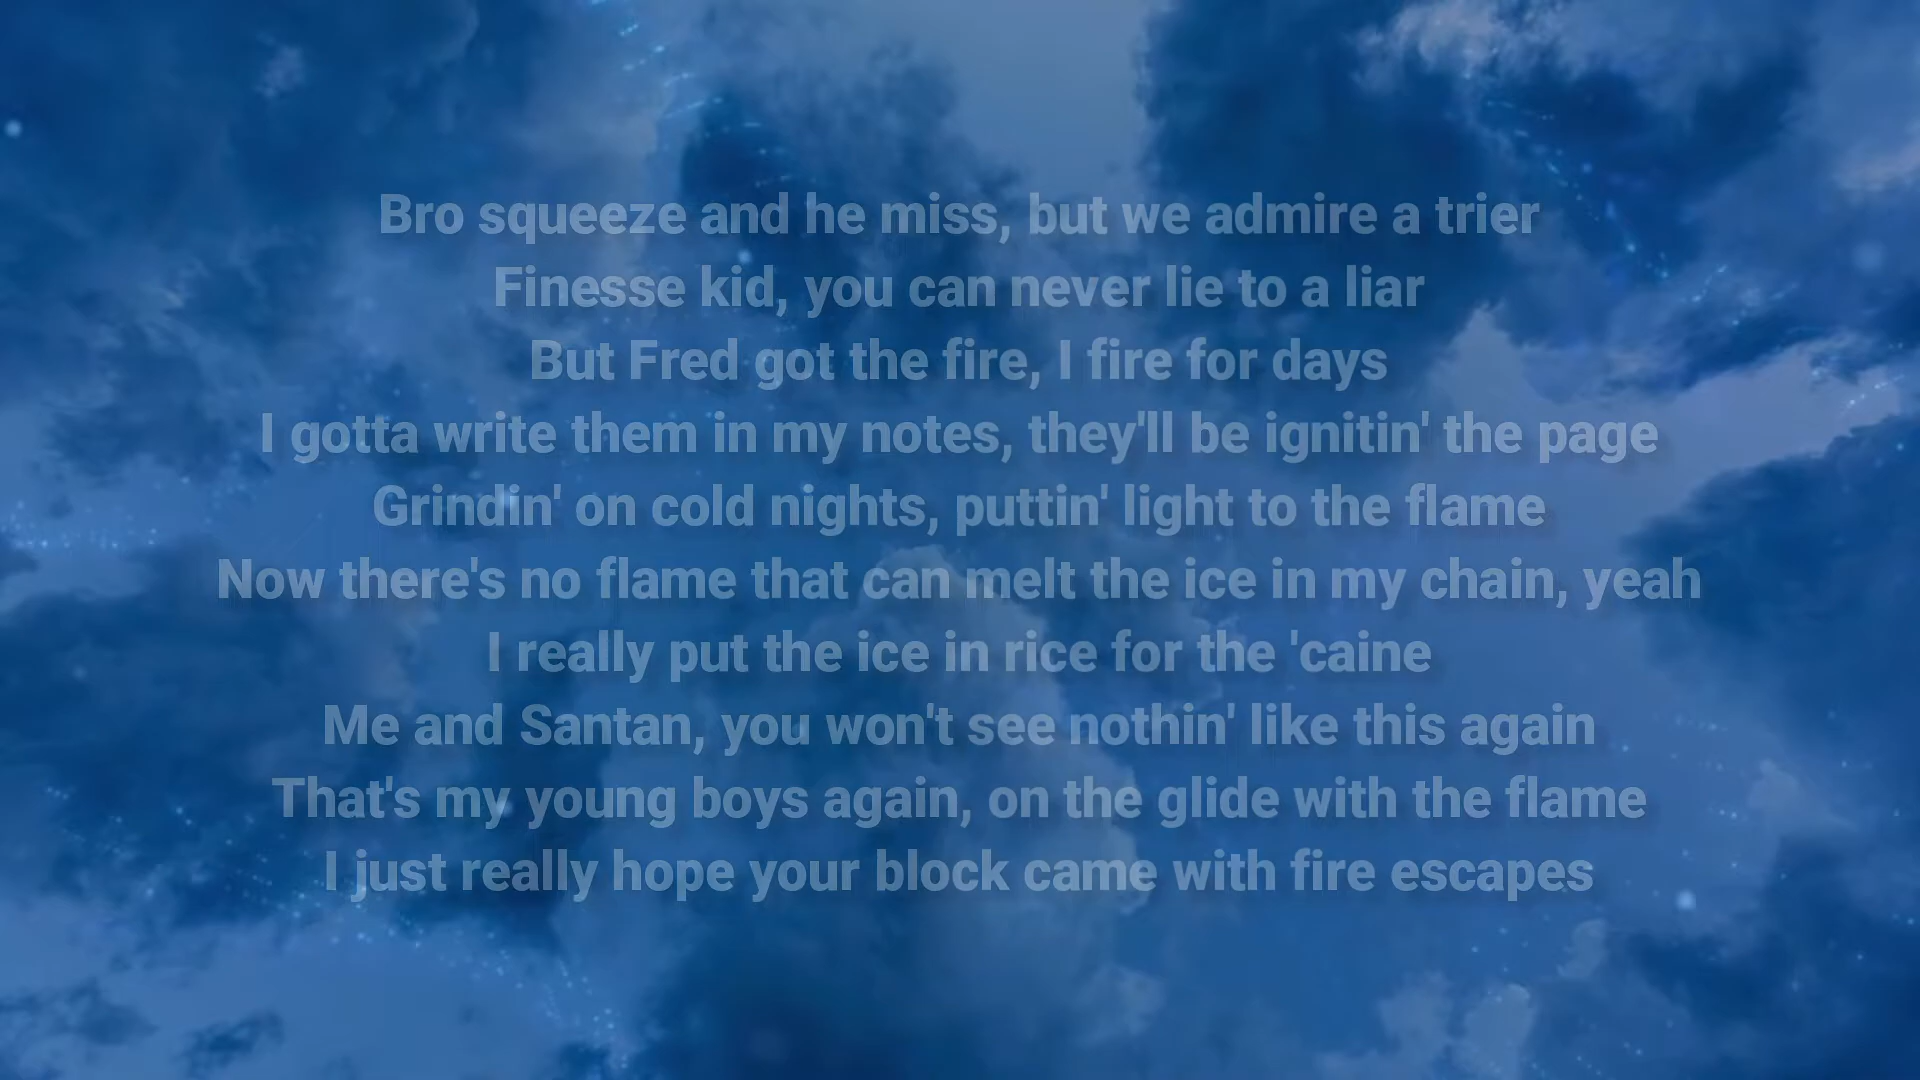 Bro squeeze and he miss, but we admire a trier
Finesse kid, you can never lie to a liar
But Fred got the fire, I fire for days
I gotta write them in my notes, they'll be ignitin' the page
Grindin' on cold nights, puttin' light to the flame
Now there's no flame that can melt the ice in my chain, yeah
I really put the ice in rice for the 'caine
Me and Santan, you won't see nothin' like this again
That's my young boys again, on the glide with the flame
I just really hope your block came with fire escapes